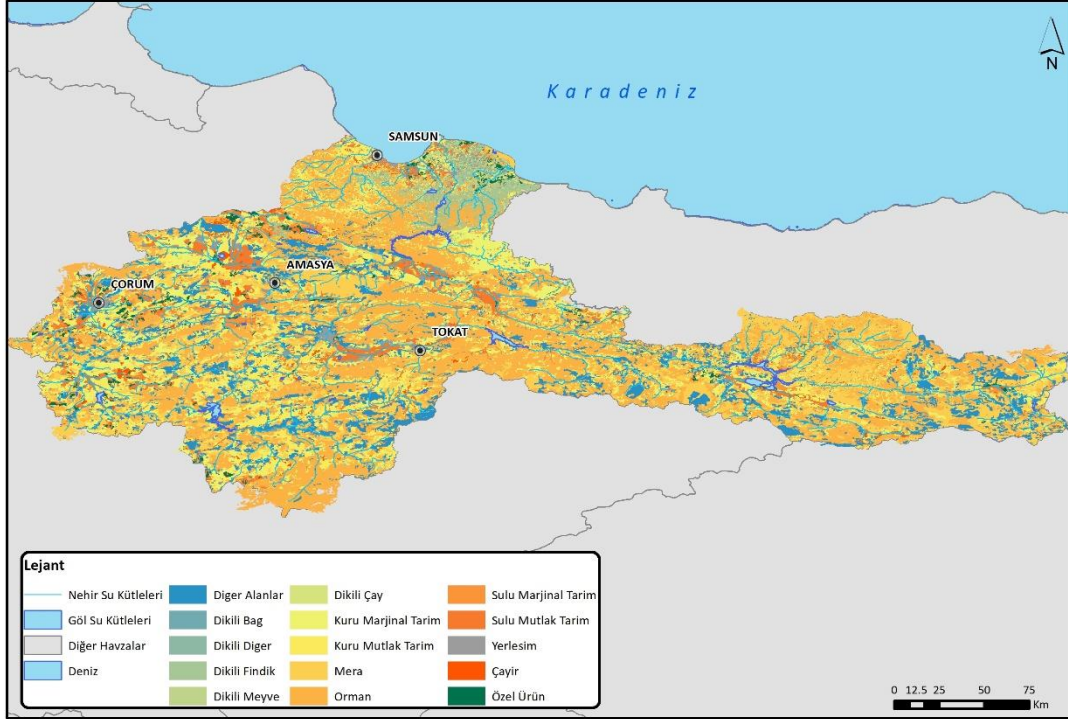 N
Karadeniz
SAMSUN
AMASYA
ÇORUM
TOKAT
Lejant
Nehir Su Kütleleri
Göl Su Kütleleri
Diğer Havzalar
Deniz
Diger Alanlar
Dikili Bag
Dikili Diger
Dikili Findik
Dikili Meyve
Dikili Çay
Kuru Marjinal Tarim
Kuru Mutlak Tarim
Mera
Orman
Sulu Marjinal Tarim
Sulu Mutlak Tarim
Yerlesim
Çayir
Özel Ürün
0 12.5 25 50 75
Km